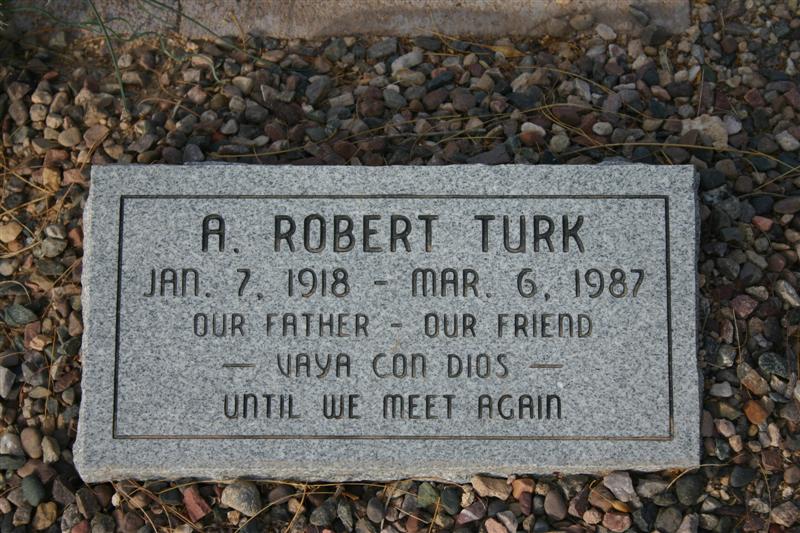 A. ROBERT TURK
JAN. 7, 1918 - MAR. 6, 1987
OUR FATHER - OUR FRIEND
— VAYA CON DIOS —
UNTIL WE MEET AGAIN